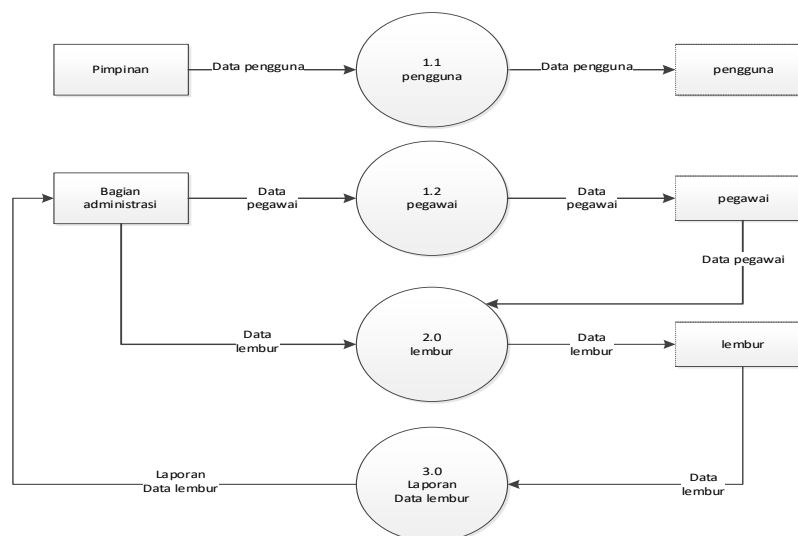 Pimpinan
Data pengguna
1.1
pengguna
Data pengguna
pengguna
Bagian
administrasi
Data
pegawai
1.2
pegawai
Data
pegawai
pegawai
Data pegawai
Data
lembur
2.0
lembur
Data
lembur
lembur
Laporan
Data lembur
3.0
Laporan
Data lembur
Data
lembur